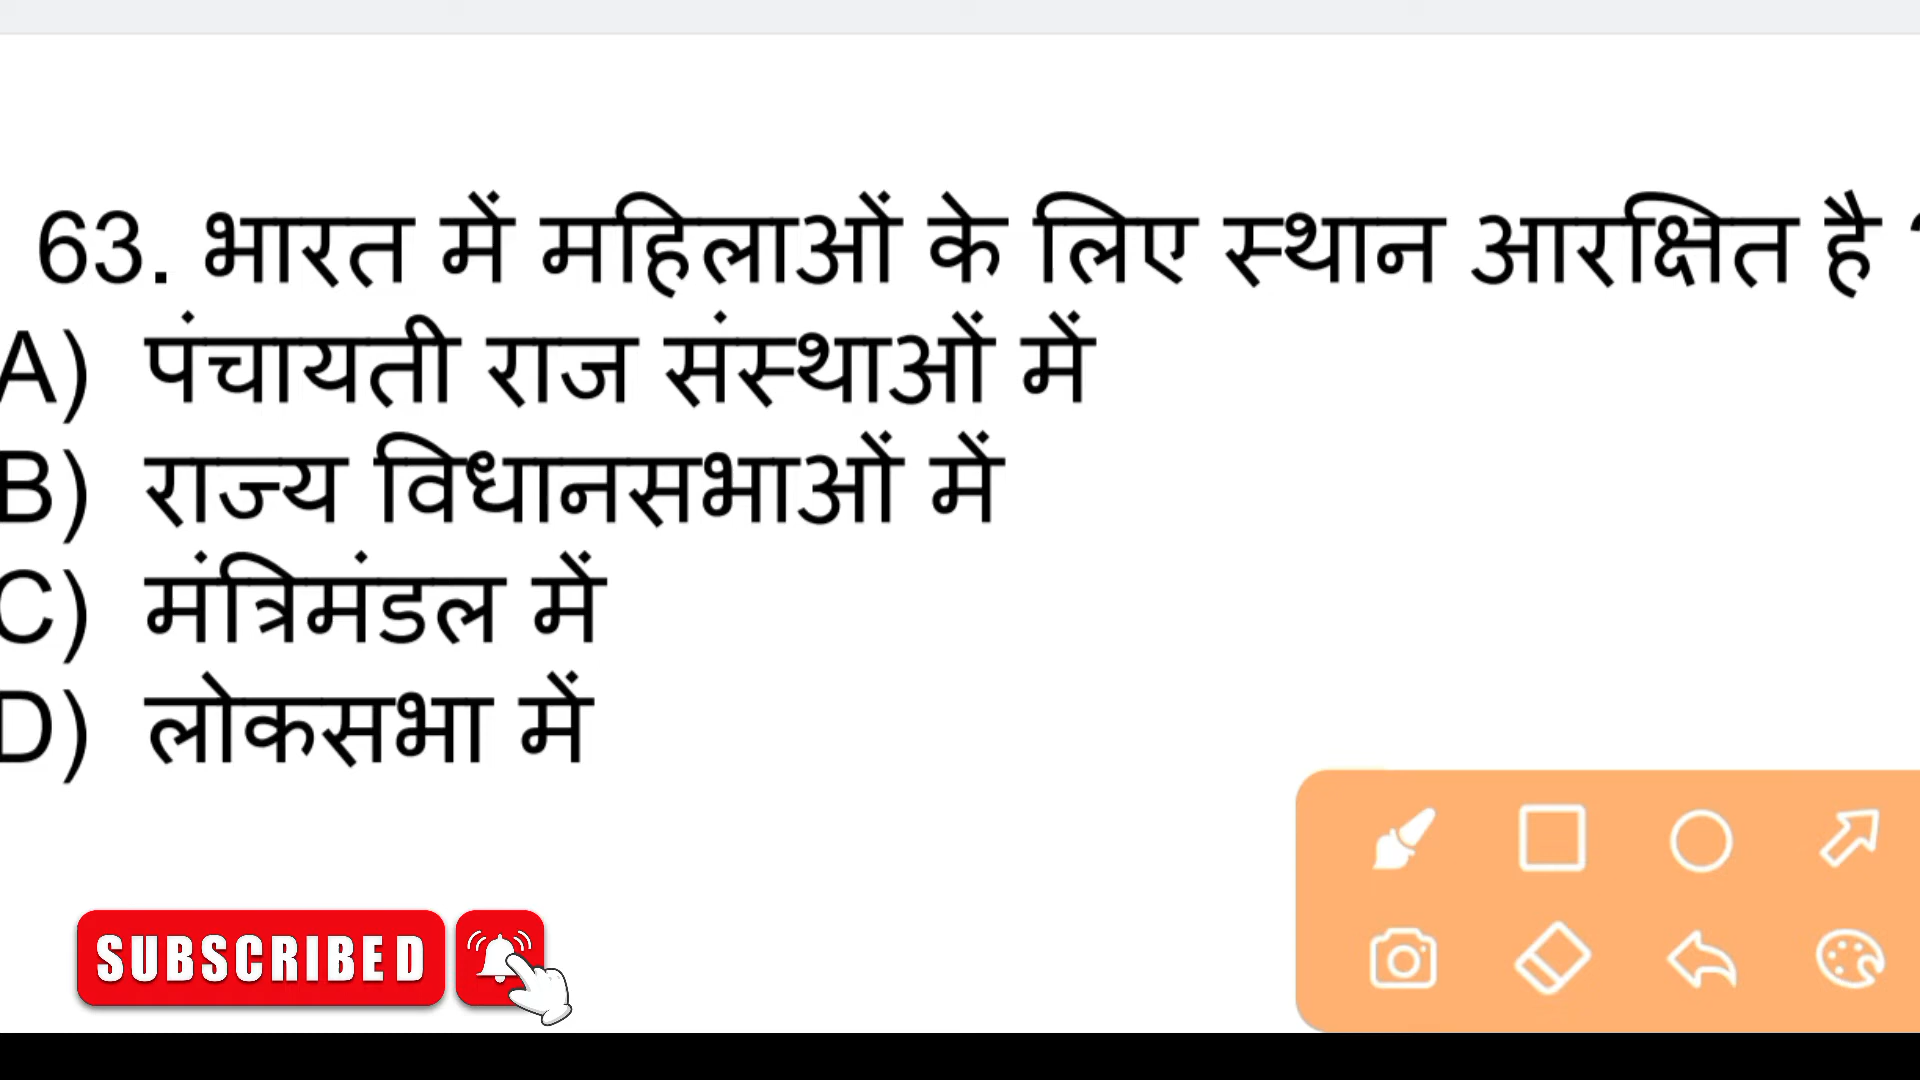 63. भारत में महिलाओं के लिए स्थान आरक्षित है ?
A) पंचायती राज संस्थाओं में
B) राज्य विधानसभाओं में
C) मंत्रिमंडल में
D) लोकसभा में
SUBSCRIBED